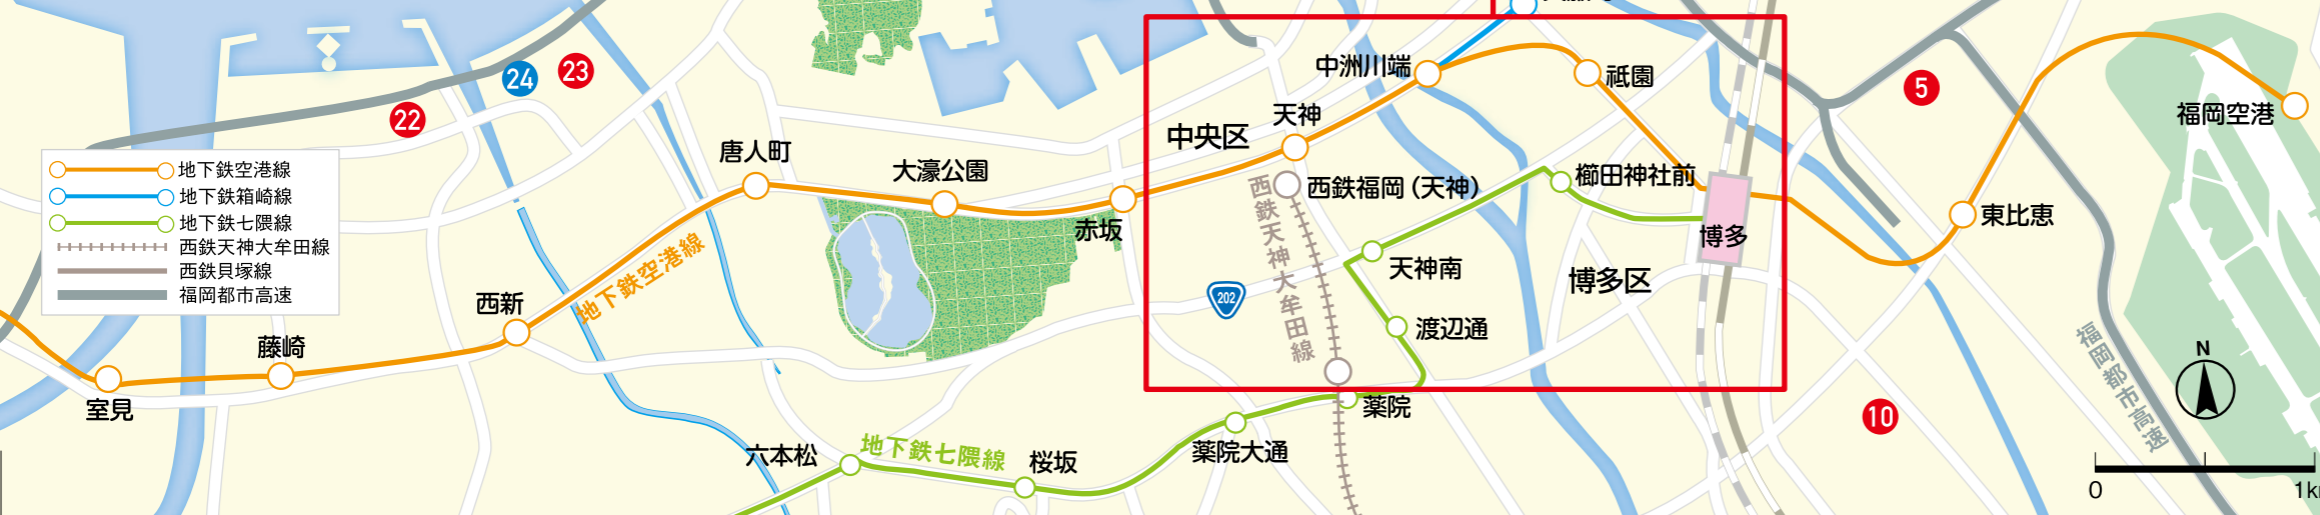 24
23
22
5
10
地下鉄空港線
地下鉄箱崎線
地下鉄七隈線
西鉄天神大牟田線
西鉄貝塚線
福岡都市高速
室見
藤崎
西新
地下鉄空港線
唐人町
大濠公園
赤坂
中央区
天神
中洲川端
祇園
西鉄福岡（天神）
西鉄天神大牟田線
櫛田神社前
博多
天神南
博多区
202
渡辺通
薬院
薬院大通
桜坂
地下鉄七隈線
六本松
東比恵
福岡空港
福岡都市高速
N
0